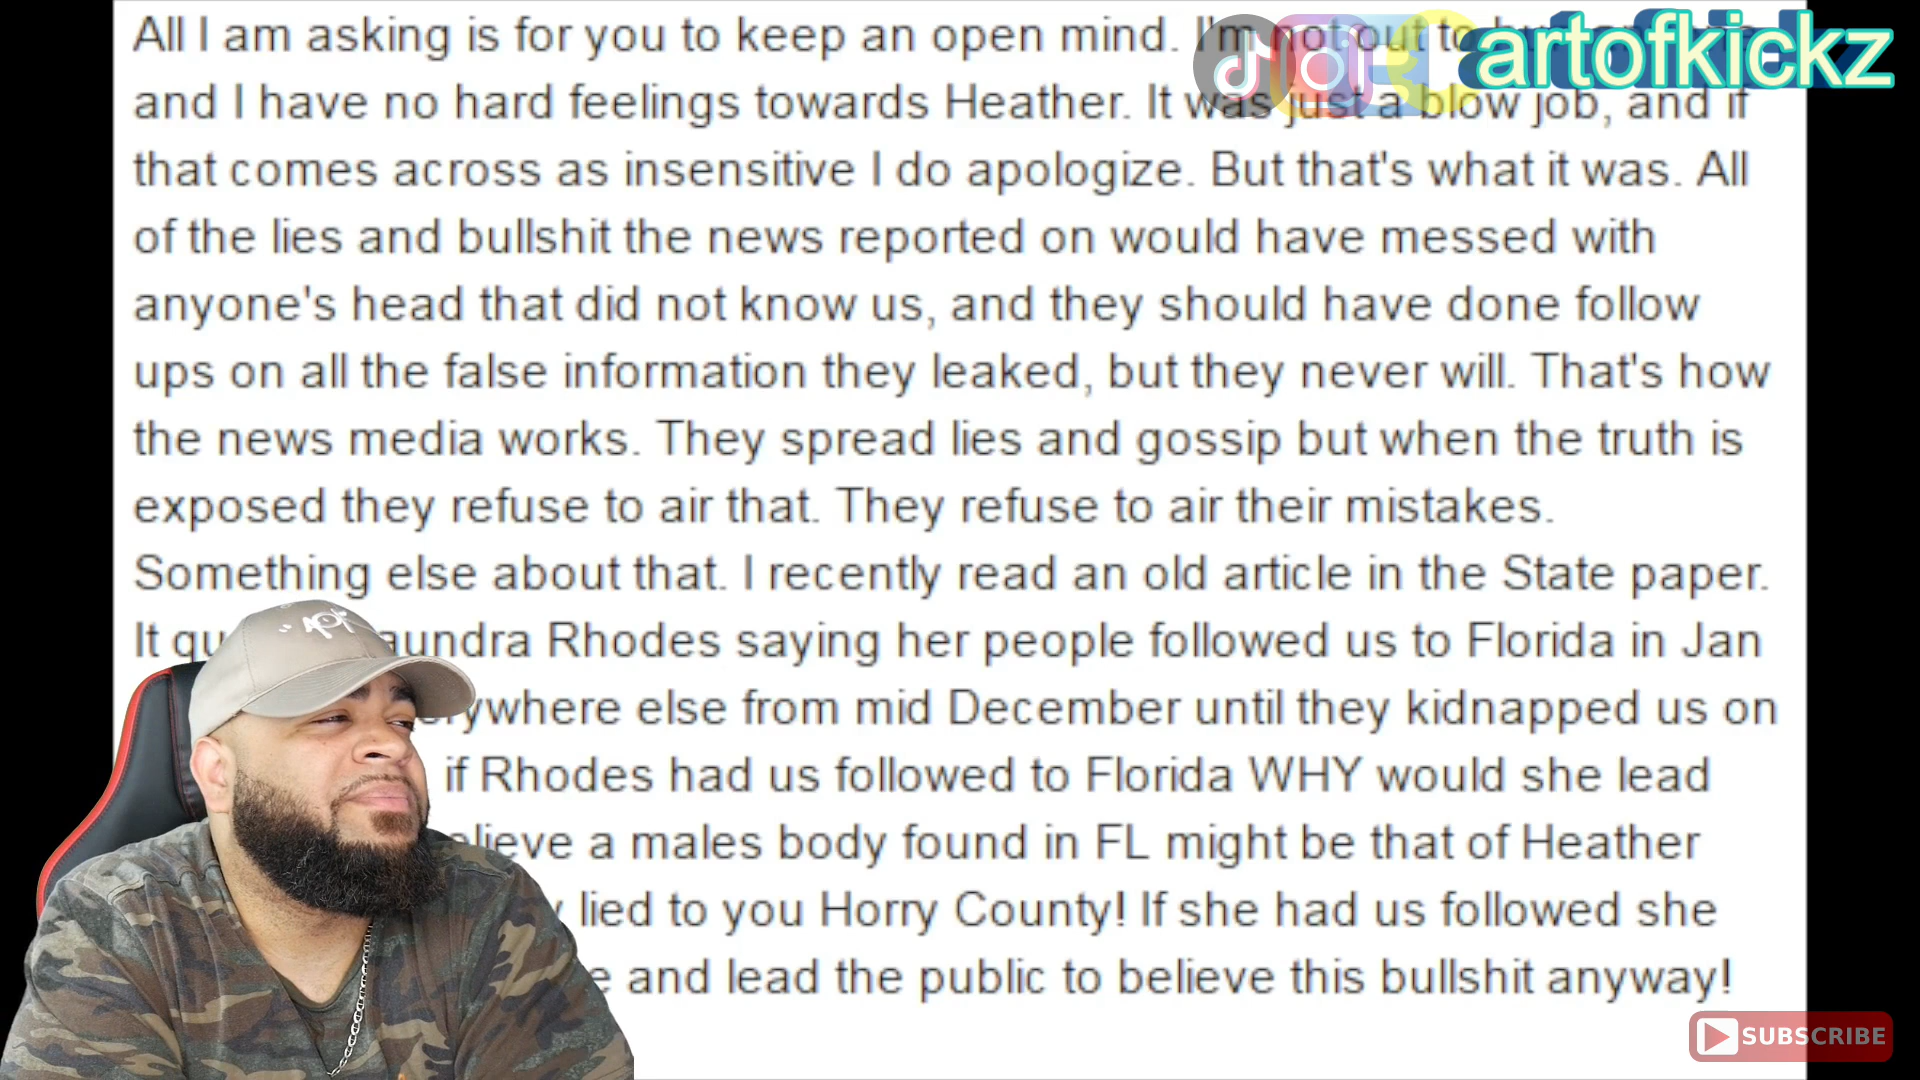 All I am asking is for you to keep an open mind. I'm not out to
artofkickz
and I have no hard feelings towards Heather. It was just a blow job, and if
that comes across as insensitive I do apologize. But that's what it was. All
of the lies and bullshit the news reported on would have messed with
anyone's head that did not know us, and they should have done follow
ups on all the false information they leaked, but they never will. That's how
the news media works. They spread lies and gossip but when the truth is
exposed they refuse to air that. They refuse to air their mistakes.
Something else about that. I recently read an old article in the State paper.
It Rhodes saying her people followed us to Florida in Jan
else from mid December until they kidnapped us on
if Rhodes had us followed to Florida WHY would she lead
a males body found in FL might be that of Heather
lied to you Horry County! If she had us followed she
and lead the public to believe this bullshit anyway!
SUBSCRIBE